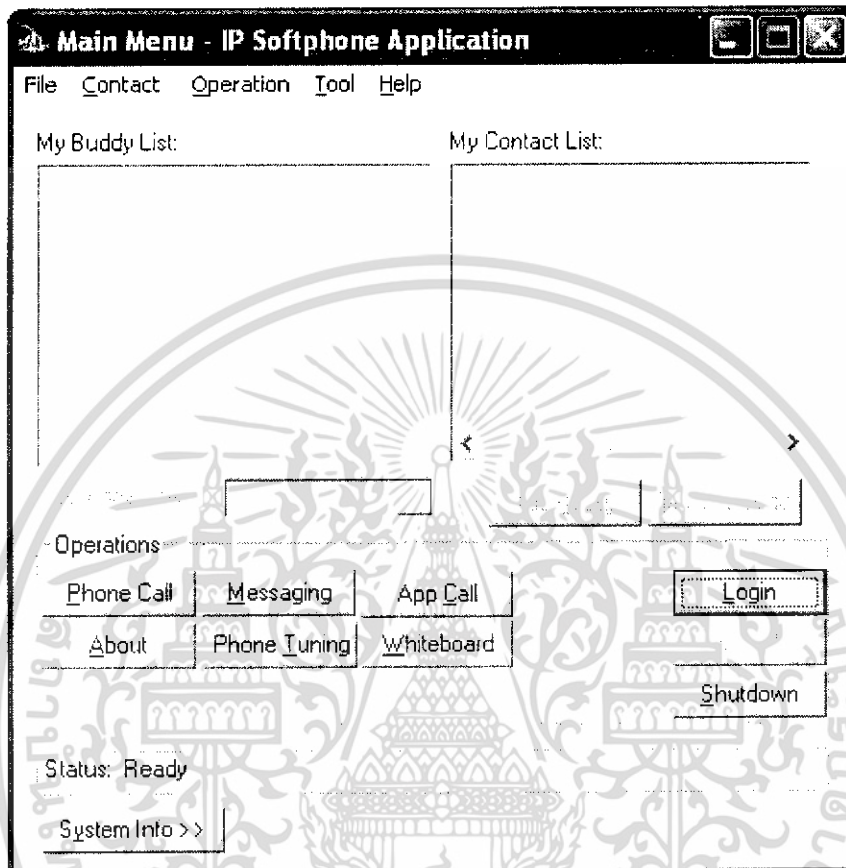 Main Menu - IP Softphone Application
File Contact Operation Tool Help
My Buddy List: My Contact List:
< >
Operations
Phone Call Messaging App Call Login
About Phone Tuning Whiteboard
Shutdown
Status: Ready
System Info >>